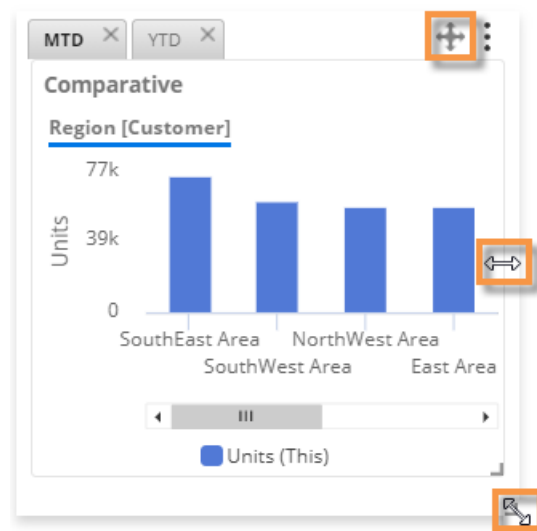 MTD YTD
Comparative
Region [Customer]
77k
Units
39k
0
SouthEast Area NorthWest Area
SouthWest Area East Area
Units (This)